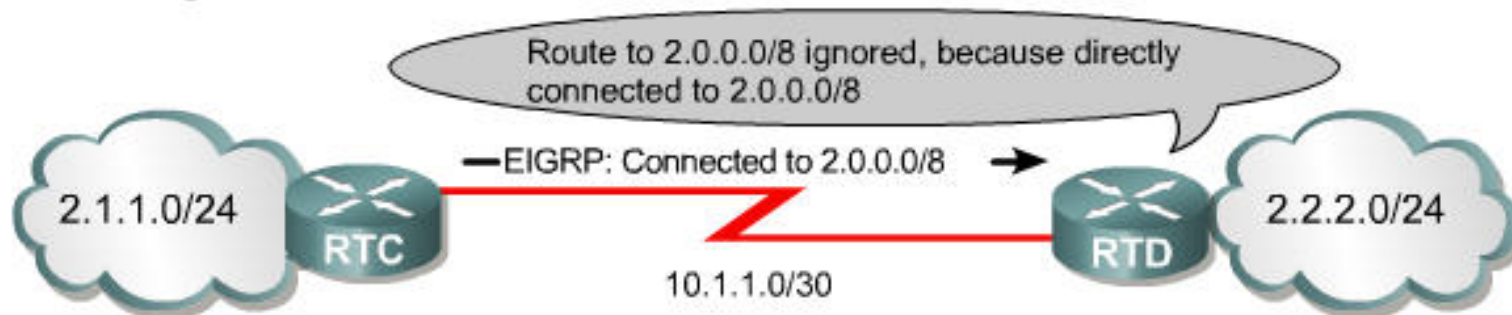 Route to 2.0.0.0/8 ignored, because directly
connected to 2.0.0.0/8
EIGRP: Connected to 2.0.0.0/8
2.1.1.0/24
RTC
RTD
2.2.2.0/24
10.1.1.0/30